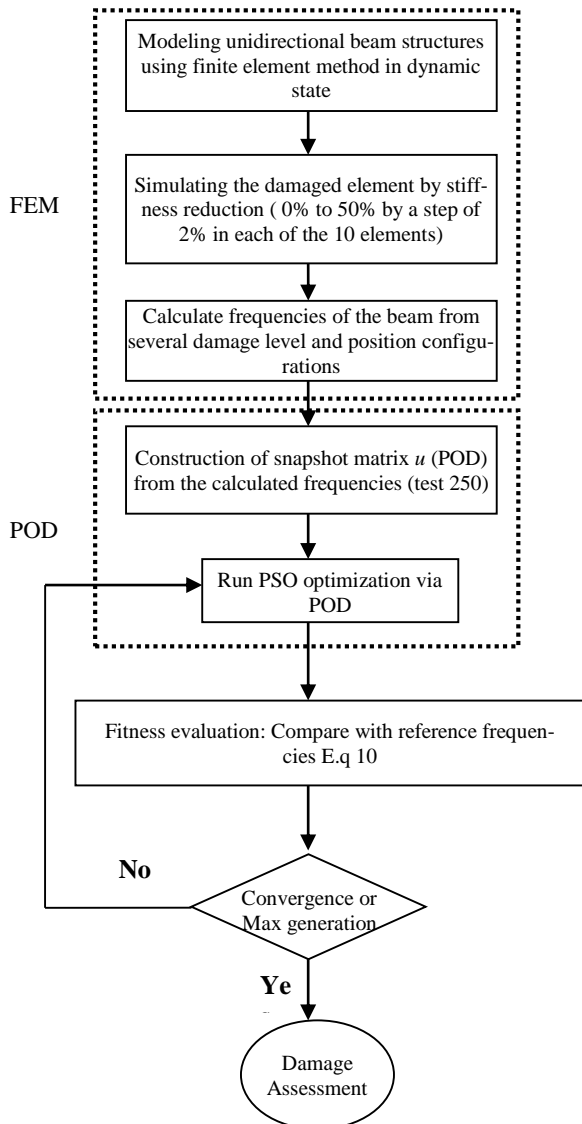 Modeling unidirectional beam structures
using finite element method in dynamic
state
FEM
Simulating the damaged element by stiff-
ness reduction ( 0% to 50% by a step of
2% in each of the 10 elements)
Calculate frequencies of the beam from
several damage level and position configu-
rations
Construction of snapshot matrix u (POD)
from the calculated frequencies (test 250)
POD
Run PSO optimization via
POD
Fitness evaluation: Compare with reference frequen-
cies E.q 10
No
Convergence or
Max generation
Ye
Damage
Assessment